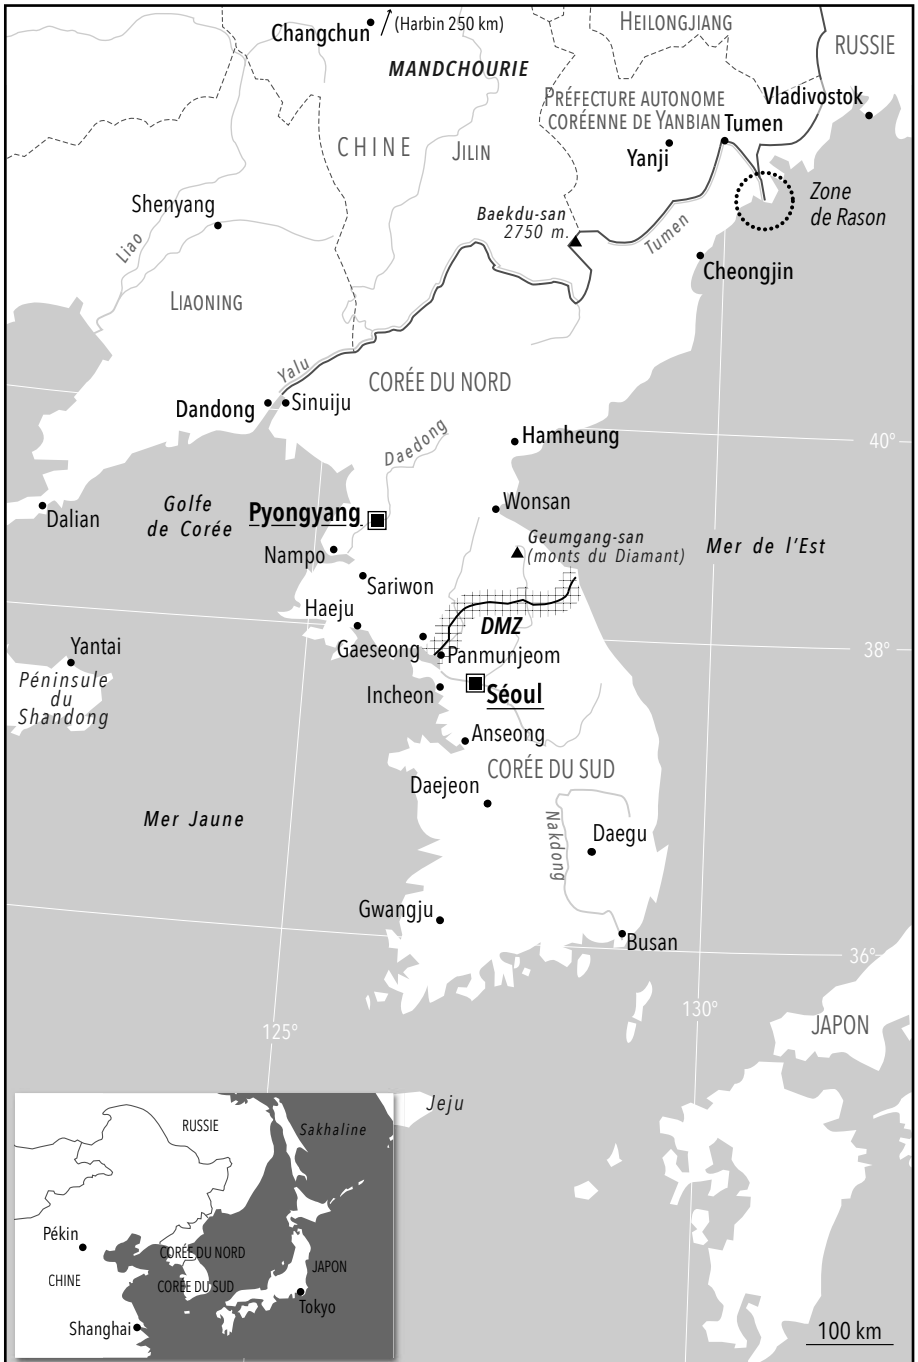 HEILONGJIANG
Changchun
(Harbin 250 km)
RUSSIE
MANDCHOURIE
PRÉFECTURE AUTONOME
CORÉENNE DE YANBIAN
Vladivostok
Tumen
CHINE
JILIN
Yanji
Zone
de Rason
Shenyang
Baekdu-san
2750 m.
Tumen
Liao
Cheongjin
LIAONING
Yalu
CORÉE DU NORD
Dandong
Sinuiju
Daedong
Hamheung
40°
Golfe
de Corée
Dalian
Pyongyang
Wonsan
Nampo
Geumgang-san
(monts du Diamant)
Mer de l'Est
Sariwon
Haeju
DMZ
Gaeseong
Panmunjeom
38°
Yantai
Péninsule
du
Shandong
Incheon
Séoul
Anseong
CORÉE DU SUD
Daejeon
Mer Jaune
Nakdong
Daegu
Gwangju
Busan
36°
130°
125°
JAPON
Jeju
RUSSIE
Sakhaline
Pékin
CORÉE DU NORD
JAPON
CHINE
CORÉE DU SUD
Tokyo
Shanghai
100 km